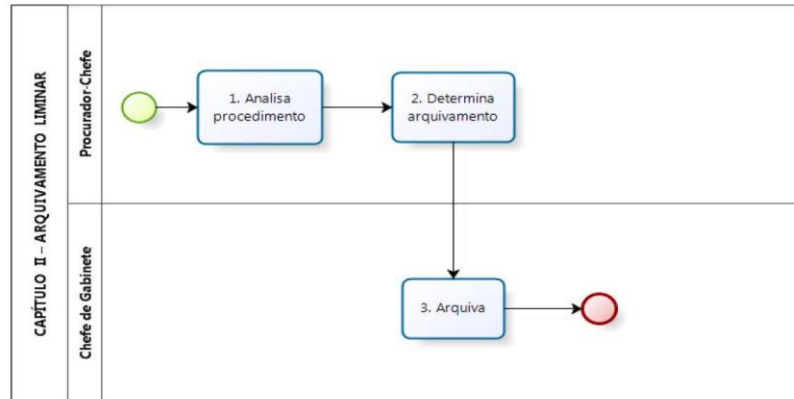 CAPÍTULO II – ARQUIVAMENTO LIMINAR
Procurador-Chefe
1. Analisa
procedimento
2. Determina
arquivamento
Chefe de Gabinete
3. Arquiva